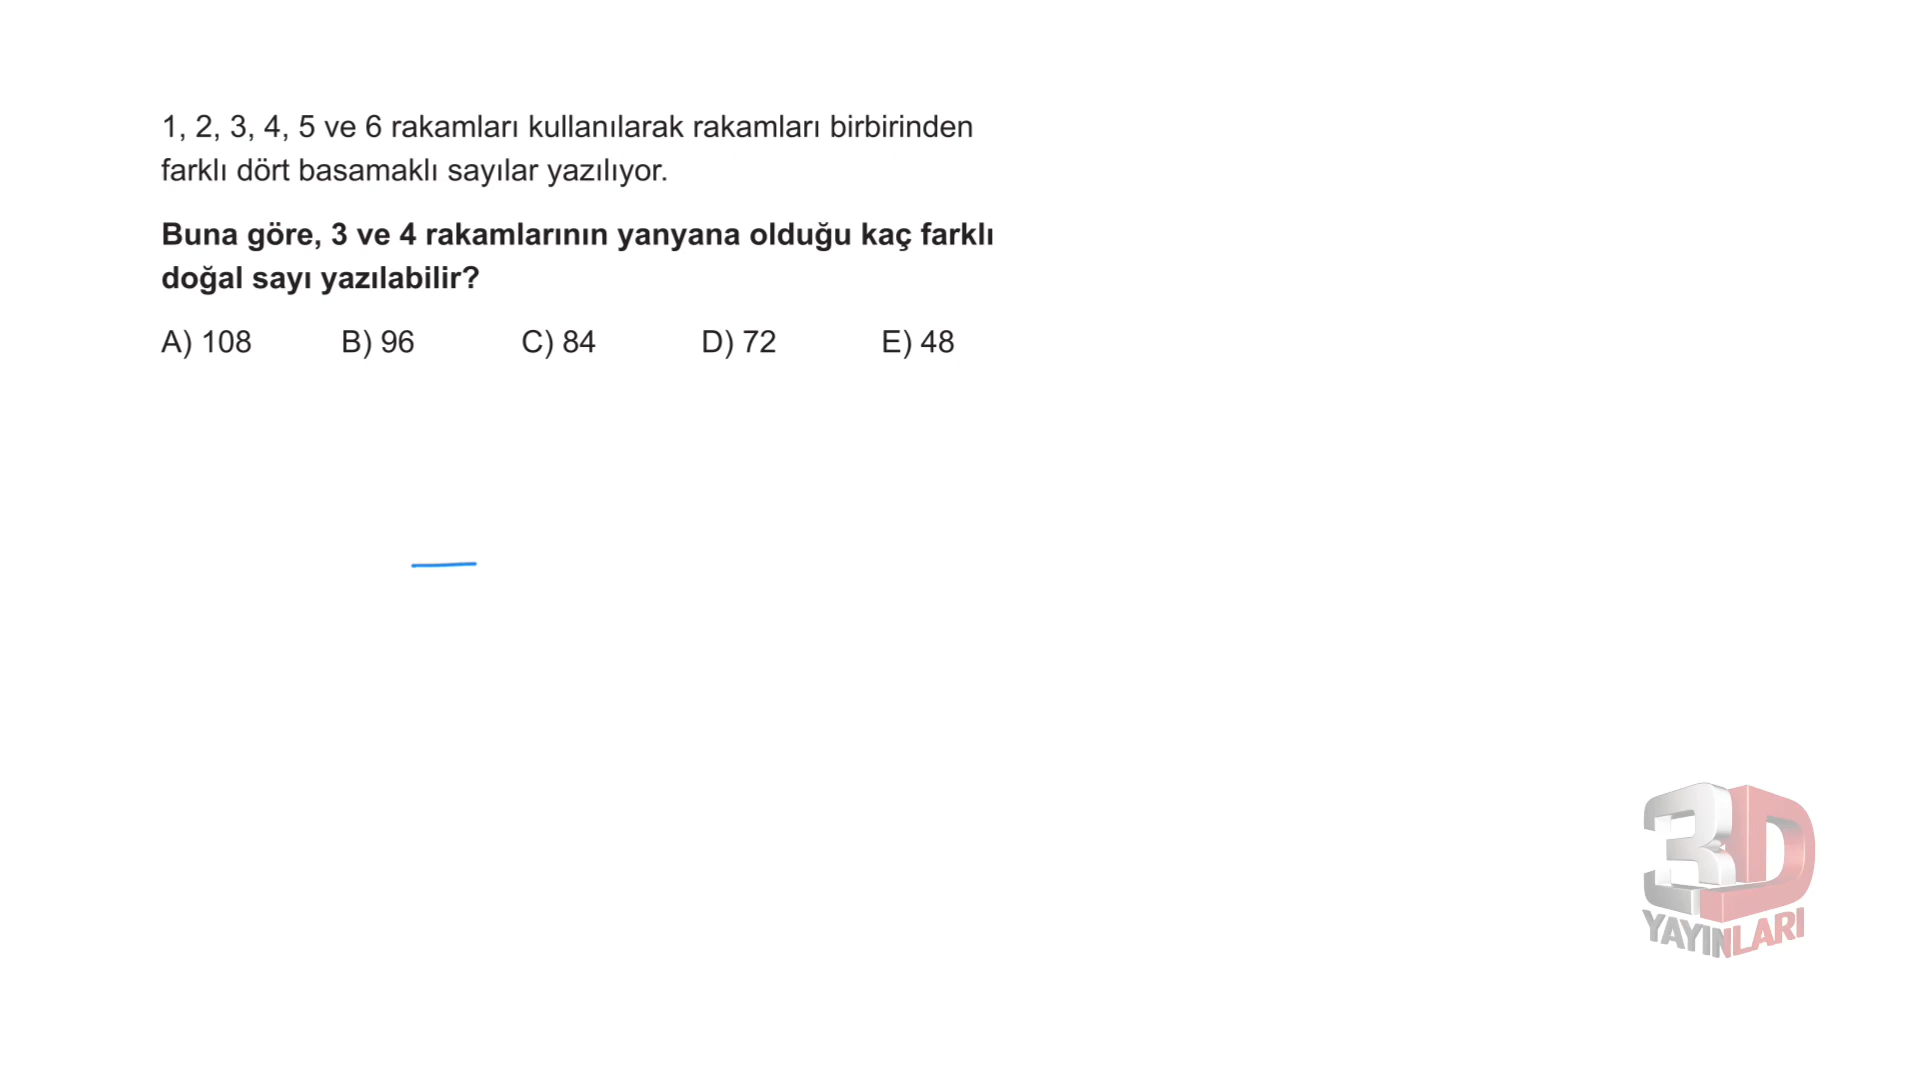 1, 2, 3, 4, 5 ve 6 rakamları kullanılarak rakamları birbirinden
farklı dört basamaklı sayılar yazılıyor.
Buna göre, 3 ve 4 rakamlarının yanyana olduğu kaç farklı
doğal sayı yazılabilir?
A) 108 B) 96 C) 84 D) 72 E) 48
3D
YAYINLARI